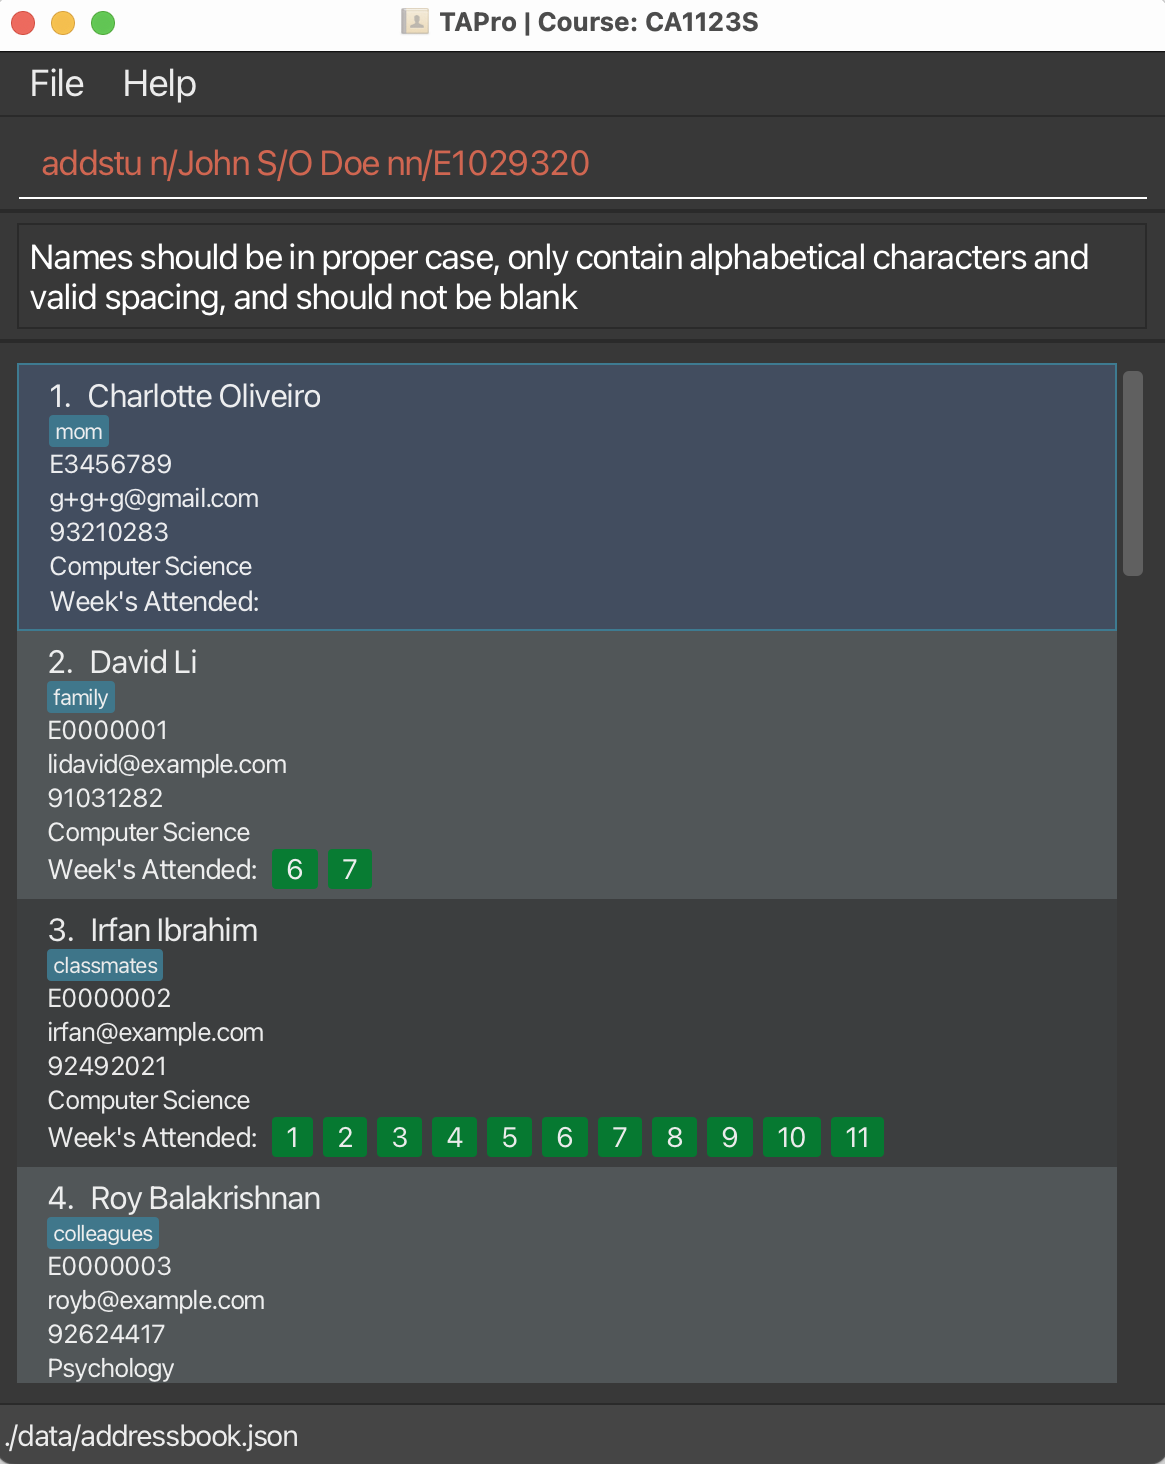 TAPro | Course: CA1123S
File Help
addstu n/John S/O Doe nn/E1029320
Names should be in proper case, only contain alphabetical characters and
valid spacing, and should not be blank
1. Charlotte Oliveiro
mom
E3456789
g+g+g@gmail.com
93210283
Computer Science
Week's Attended:
2. David Li
family
E0000001
lidavid@example.com
91031282
Computer Science
Week's Attended: 6 7
3. Irfan Ibrahim
classmates
E0000002
irfan@example.com
92492021
Computer Science
Week's Attended: 1 2 3 4 5 6 7 8 9 10 11
4. Roy Balakrishnan
colleagues
E0000003
royb@example.com
92624417
Psychology
./data/addressbook.json